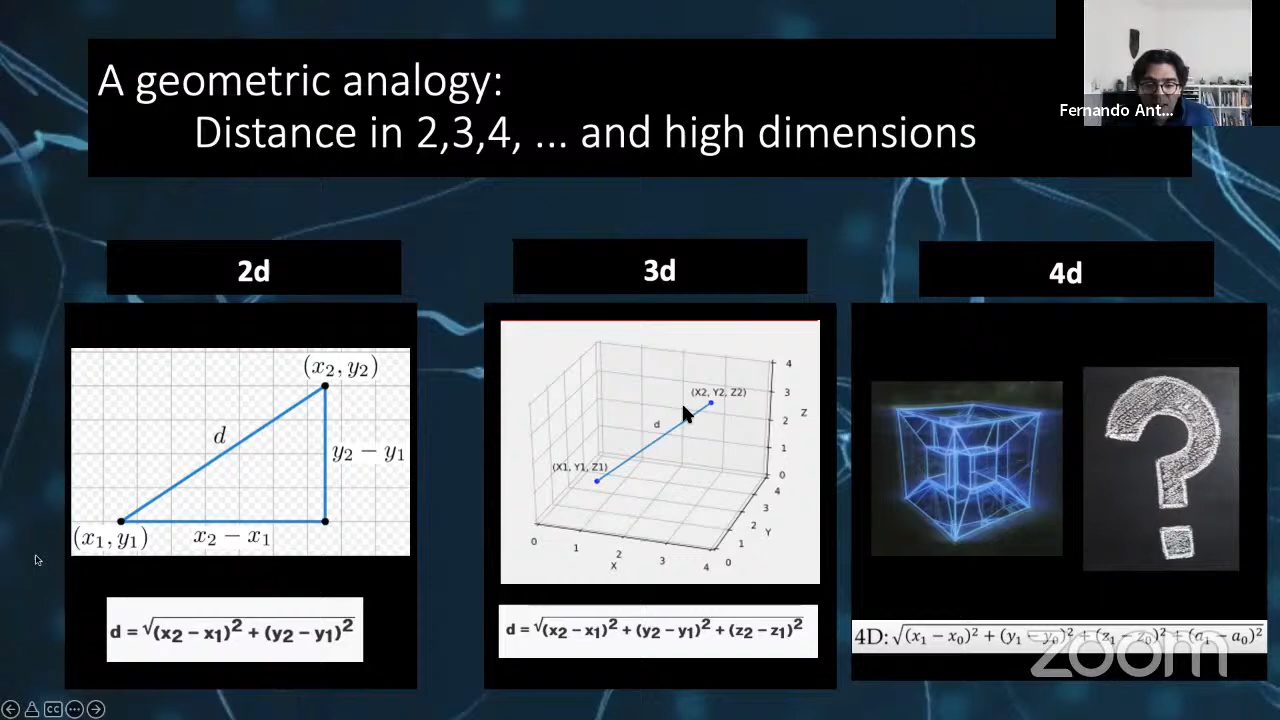 A geometric analogy:
Distance in 2,3,4, ... and high dimensions
Fernando Ant...
2d
3d
4d
(x₂, y₂)
d
y₂ − y₁
(x₁, y₁)
x₂ − x₁
d = √(x₂ − x₁)² + (y₂ − y₁)²
(X2, Y2, Z2)
d
(X1, Y1, Z1)
4
3
2
1
0
Z
4
3
2
1
0
Y
0
1
2
3
4
X
d = √(x₂ − x₁)² + (y₂ − y₁)² + (z₂ − z₁)²
?
4D: √(x₁ − x₀)² + (y₁ − y₀)² + (z₁ − z₀)² + (a₁ − a₀)²
zoom
CC